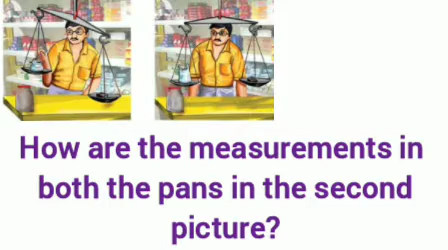 How are the measurements in
both the pans in the second
picture?